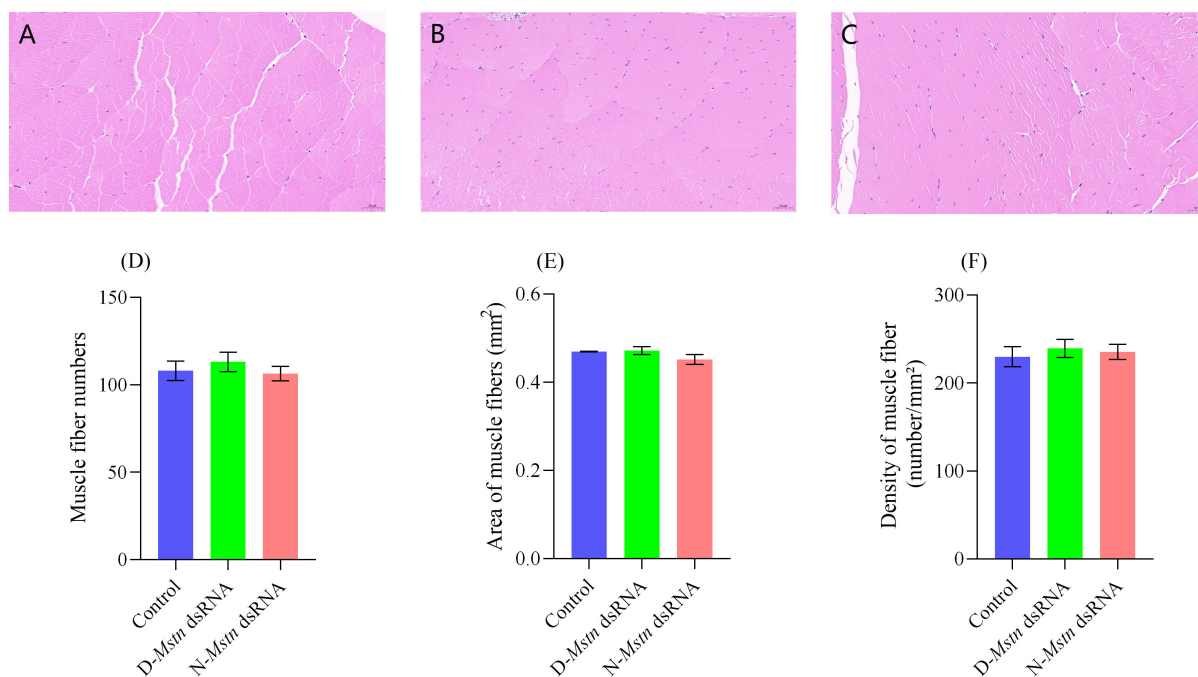 A
B
C
(D)
(E)
(F)
Muscle fiber numbers
150
100
50
0
Control
D-Mstn dsRNA
N-Mstn dsRNA
Area of muscle fibers (mm²)
0.6
0.4
0.2
0.0
Control
D-Mstn dsRNA
N-Mstn dsRNA
Density of muscle fiber
(number/mm²)
300
200
100
0
Control
D-Mstn dsRNA
N-Mstn dsRNA